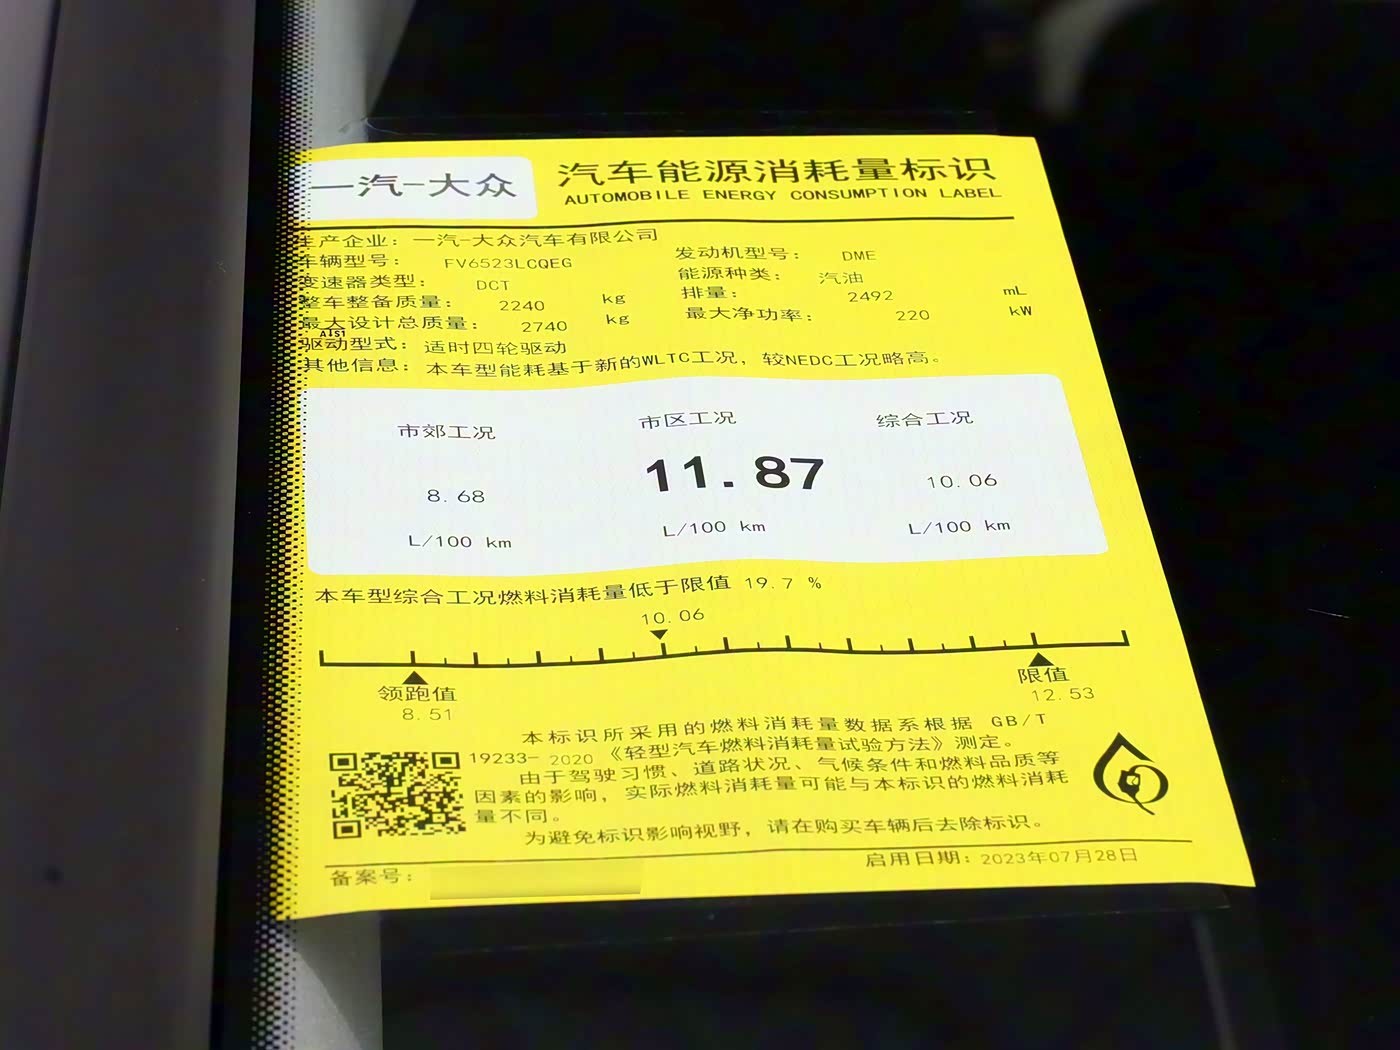 一汽-大众
汽车能源消耗量标识
AUTOMOBILE ENERGY CONSUMPTION LABEL
生产企业：一汽-大众汽车有限公司
车辆型号： FV6523LCQEG
发动机型号： DME
变速器类型： DCT
能源种类： 汽油
整车整备质量： 2240 kg
排量： 2492 mL
最大设计总质量： 2740 kg
最大净功率： 220 kW
驱动型式：适时四轮驱动
其他信息：本车型能耗基于新的WLTC工况，较NEDC工况略高。
市郊工况 市区工况 综合工况
8.68 11.87 10.06
L/100 km L/100 km L/100 km
本车型综合工况燃料消耗量低于限值 19.7 %
10.06
领跑值 限值
8.51 12.53
本标识所采用的燃料消耗量数据系根据 GB/T
19233- 2020 《轻型汽车燃料消耗量试验方法》测定。
由于驾驶习惯、道路状况、气候条件和燃料品质等
因素的影响，实际燃料消耗量可能与本标识的燃料消耗
量不同。
为避免标识影响视野，请在购买车辆后去除标识。
备案号：
启用日期：2023年07月28日